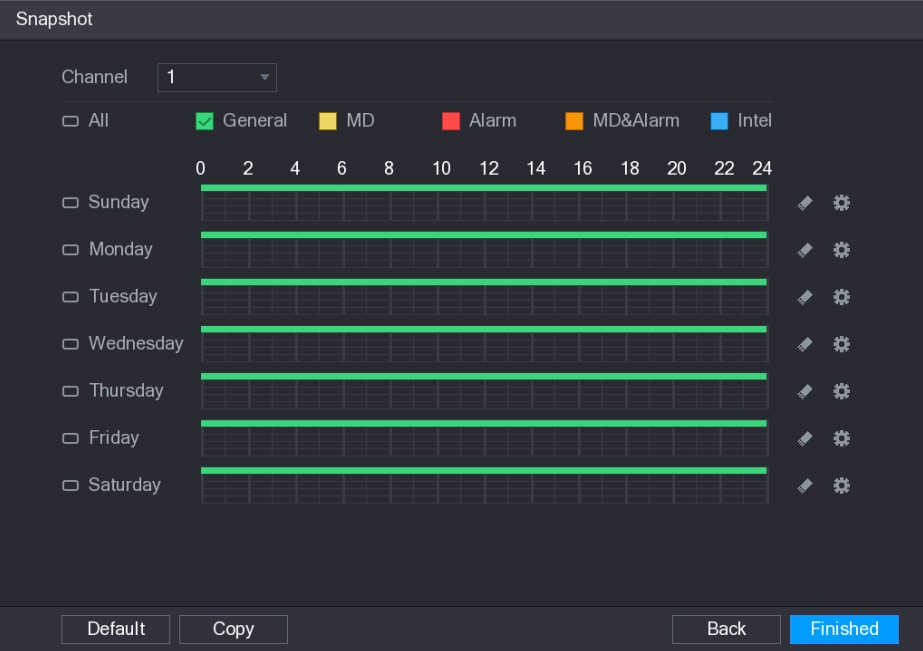 Snapshot
Channel 1
All General MD Alarm MD&Alarm Intel
0 2 4 6 8 10 12 14 16 18 20 22 24
Sunday
Monday
Tuesday
Wednesday
Thursday
Friday
Saturday
Default Copy Back Finished